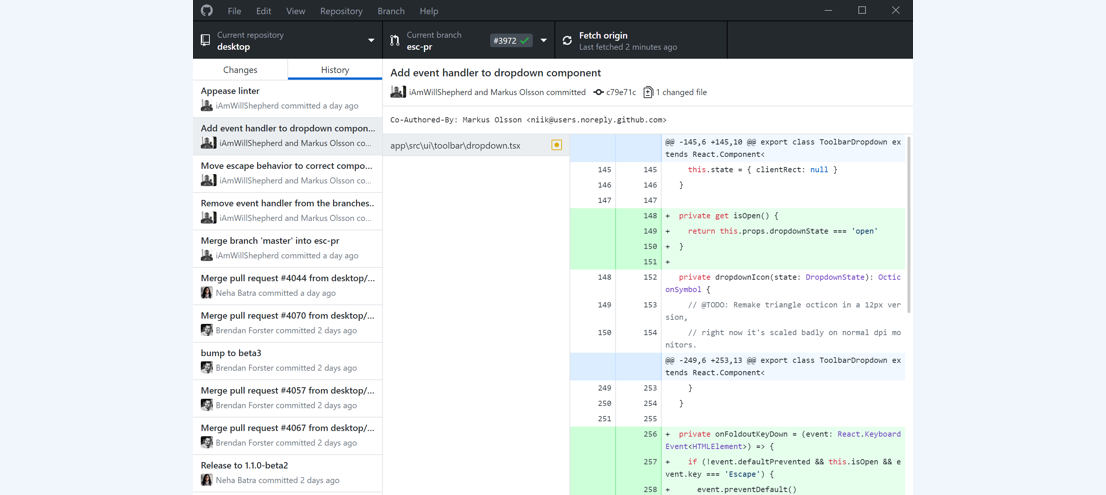 File Edit View Repository Branch Help
Current repository
desktop
Current branch
esc-pr
#3972
Fetch origin
Last fetched 2 minutes ago
Changes
History
Appease linter
iAmWillShepherd committed a day ago
Add event handler to dropdown compon...
iAmWillShepherd and Markus Olsson co...
Move escape behavior to correct compo...
iAmWillShepherd and Markus Olsson co...
Remove event handler from the branches..
iAmWillShepherd and Markus Olsson co...
Merge branch 'master' into esc-pr
iAmWillShepherd committed a day ago
Merge pull request #4044 from desktop/...
Neha Batra committed a day ago
Merge pull request #4070 from desktop/...
Brendan Forster committed 2 days ago
bump to beta3
Brendan Forster committed 2 days ago
Merge pull request #4057 from desktop/...
Brendan Forster committed 2 days ago
Merge pull request #4067 from desktop/...
Brendan Forster committed 2 days ago
Release to 1.1.0-beta2
Neha Batra committed 2 days ago
Add event handler to dropdown component
iAmWillShepherd and Markus Olsson committed c79e71c 1 changed file
Co-Authored-By: Markus Olsson <niik@users.noreply.github.com>
app\src\ui\toolbar\dropdown.tsx
@@ -145,6 +145,10 @@ export class ToolbarDropdown ex
tends React.Component<
145 145 this.state = { clientRect: null }
146 146 }
147 147
148 + private get isOpen() {
149 + return this.props.dropdownState === 'open'
150 + }
151 +
148 152 private dropdownIcon(state: DropdownState): Octic
onSymbol {
149 153 // @TODO: Remake triangle octicon in a 12px ver
sion,
150 154 // right now it's scaled badly on normal dpi mo
nitors.
@@ -249,6 +253,13 @@ export class ToolbarDropdown ex
tends React.Component<
249 253 }
250 254 }
251 255
256 + private onFoldoutKeyDown = (event: React.Keyboard
Event<HTMLElement>) => {
257 + if (!event.defaultPrevented && this.isOpen && e
vent.key === 'Escape') {
258 + event.preventDefault()